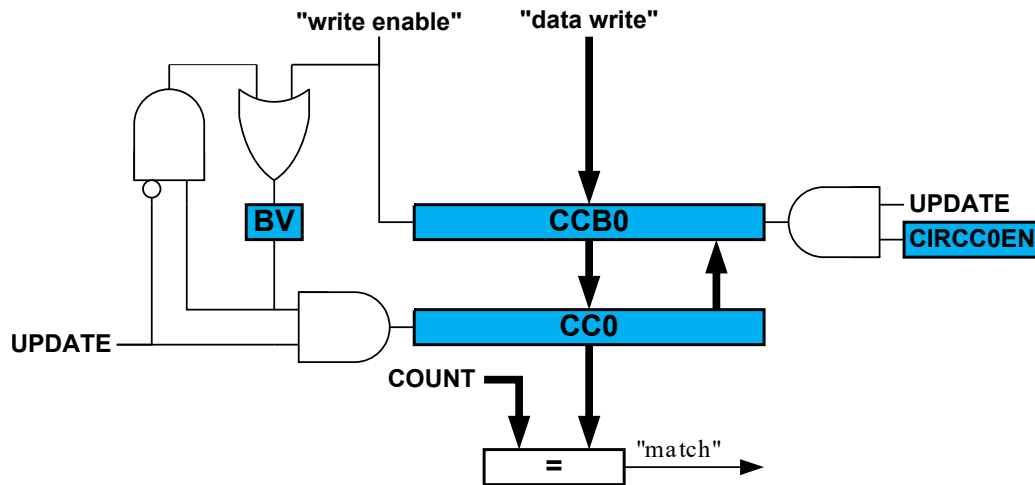 "write enable"
"data write"
BV
CCB0
UPDATE
CIRCC0EN
CC0
UPDATE
COUNT
=
"match"